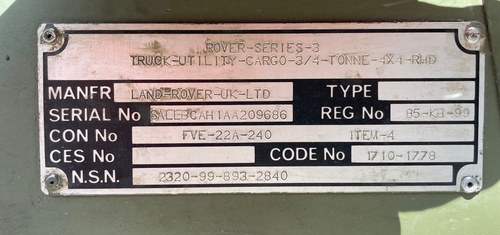 ROVER-SERIES-3
TRUCK-UTILITY-CARGO-3/4-TONNE-4X4-RHD
MANFR LAND-ROVER-UK-LTD TYPE
SERIAL No REG No 85-KB-99
CON No FVE-22A-240 ITEM-4
CES No CODE No 1710-1778
N.S.N. 2320-99-893-2840